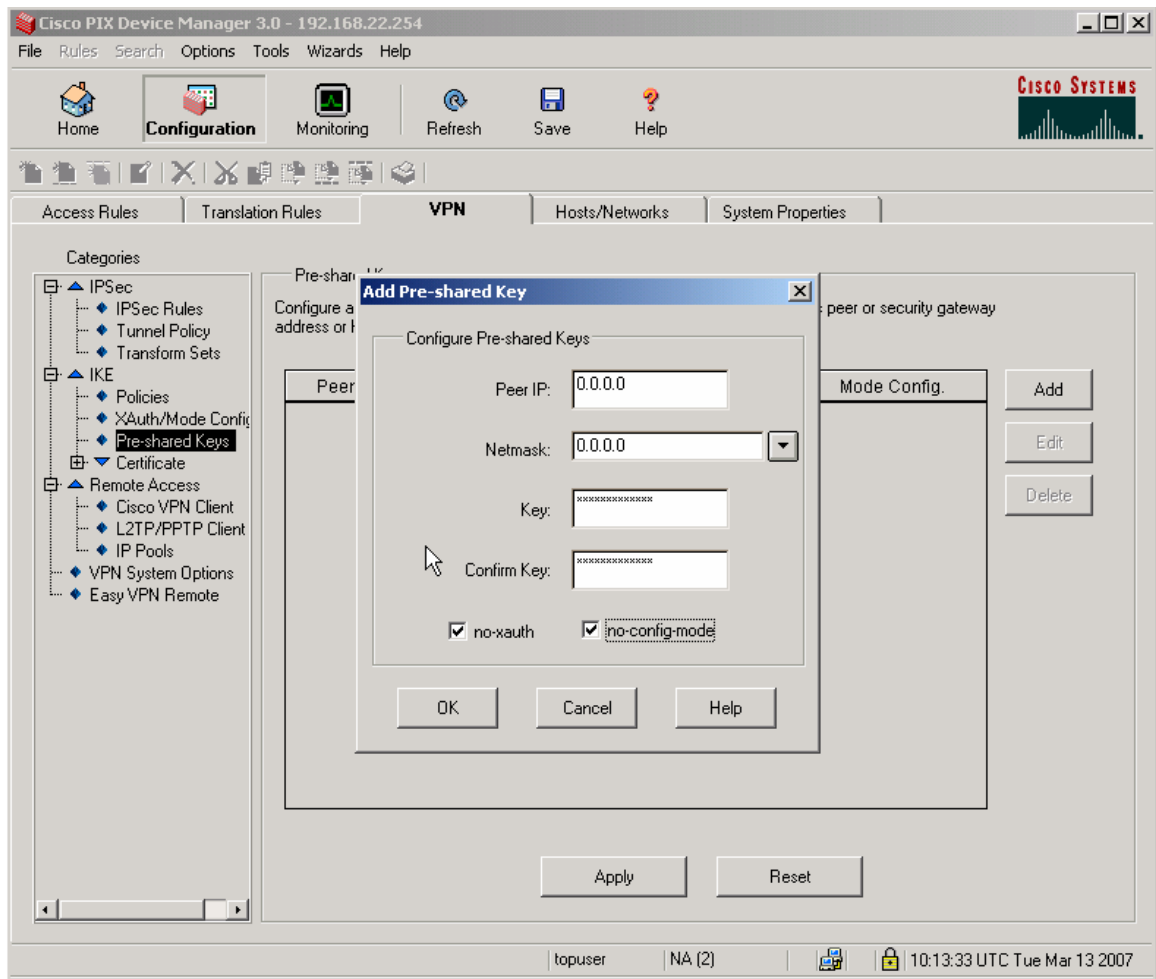 Cisco PIX Device Manager 3.0 - 192.168.22.254
File Rules Search Options Tools Wizards Help
Home Configuration Monitoring Refresh Save Help
CISCO SYSTEMS
Access Rules Translation Rules VPN Hosts/Networks System Properties
Categories
IPSec
IPSec Rules
Tunnel Policy
Transform Sets
IKE
Policies
XAuth/Mode Config
Pre-shared Keys
Certificate
Remote Access
Cisco VPN Client
L2TP/PPTP Client
IP Pools
VPN System Options
Easy VPN Remote
Pre-shar
Configure a peer or security gateway
address or
Peer Mode Config.
Add
Edit
Delete
Add Pre-shared Key
Configure Pre-shared Keys
Peer IP: 0.0.0.0
Netmask: 0.0.0.0
Key: *************
Confirm Key: *************
no-xauth no-config-mode
OK Cancel Help
Apply Reset
topuser NA (2) 10:13:33 UTC Tue Mar 13 2007